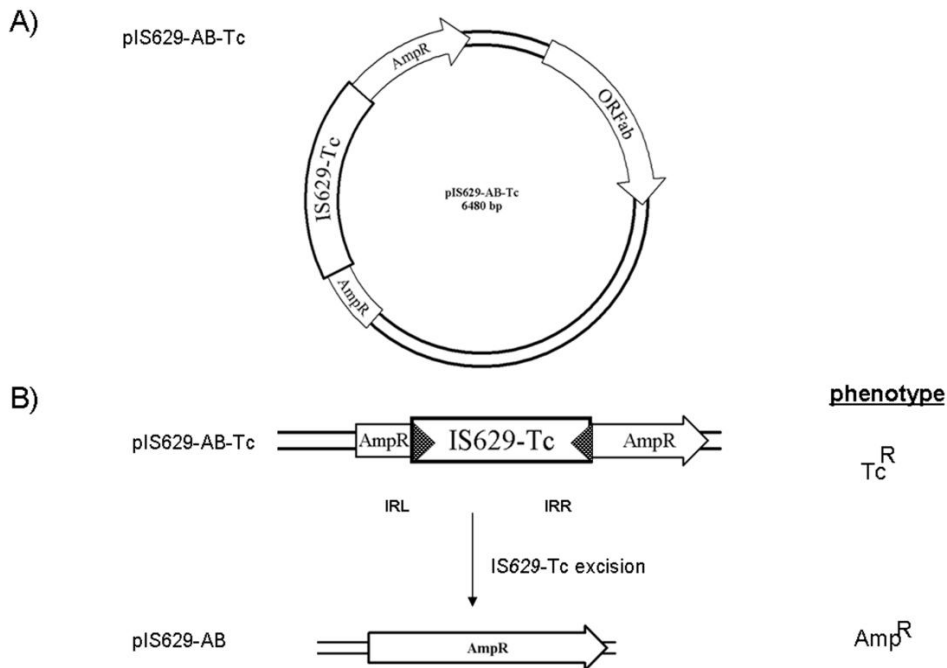 A)
pIS629-AB-Tc
AmpR
ORFab
IS629-Tc
pIS629-AB-Tc
6480 bp
AmpR
B)
phenotype
pIS629-AB-Tc
AmpR
IS629-Tc
AmpR
TcR
IRL
IRR
IS629-Tc excision
pIS629-AB
AmpR
AmpR